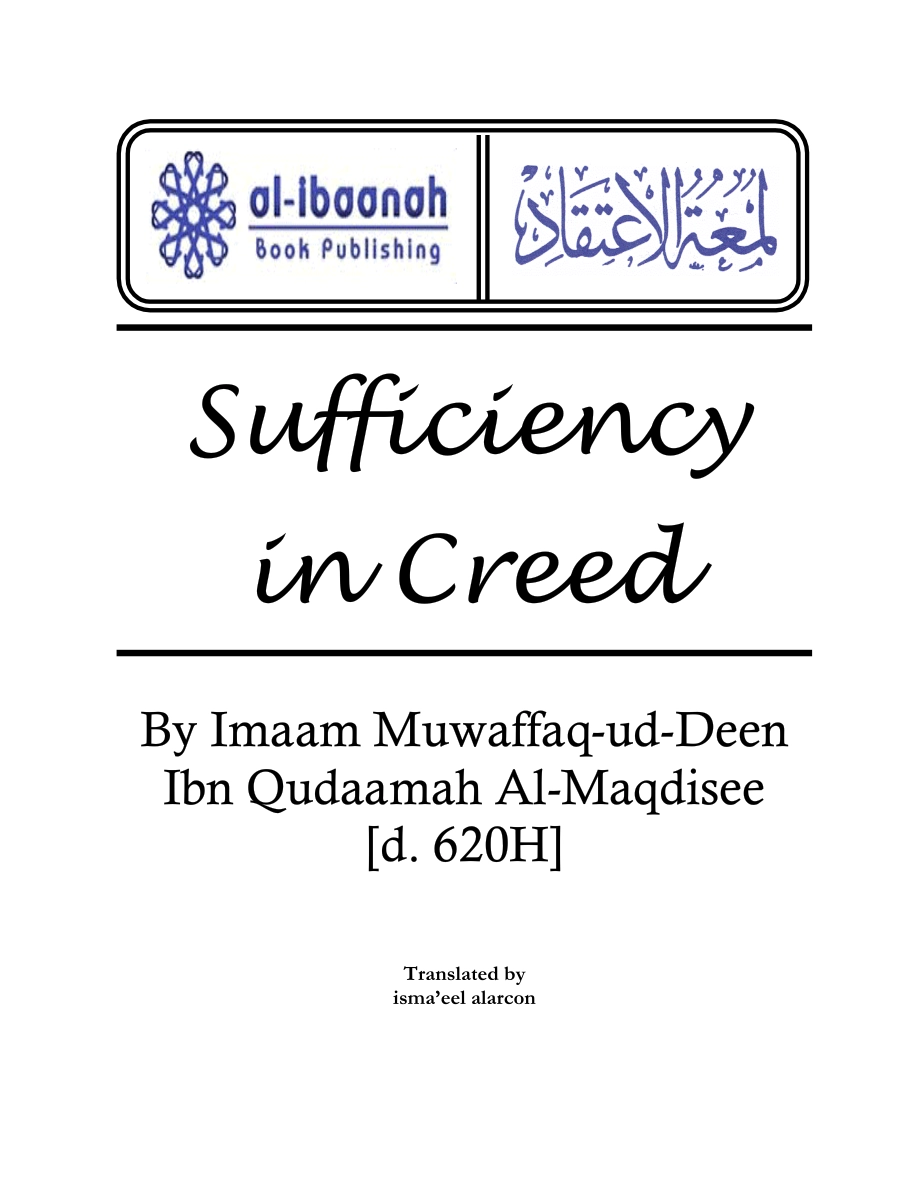 al-ibaanah
Book Publishing
لمعة الاعتقاد
Sufficiency
in Creed
By Imaam Muwaffaq-ud-Deen
Ibn Qudaamah Al-Maqdisee
[d. 620H]
Translated by
isma’eel alarcon